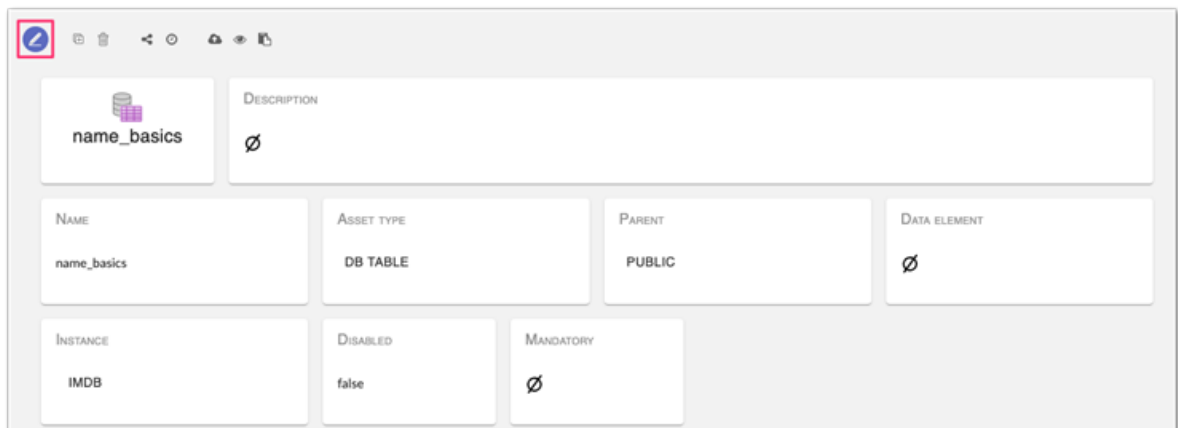 name_basics
DESCRIPTION
Ø
NAME
name_basics
ASSET TYPE
DB TABLE
PARENT
PUBLIC
DATA ELEMENT
Ø
INSTANCE
IMDB
DISABLED
false
MANDATORY
Ø